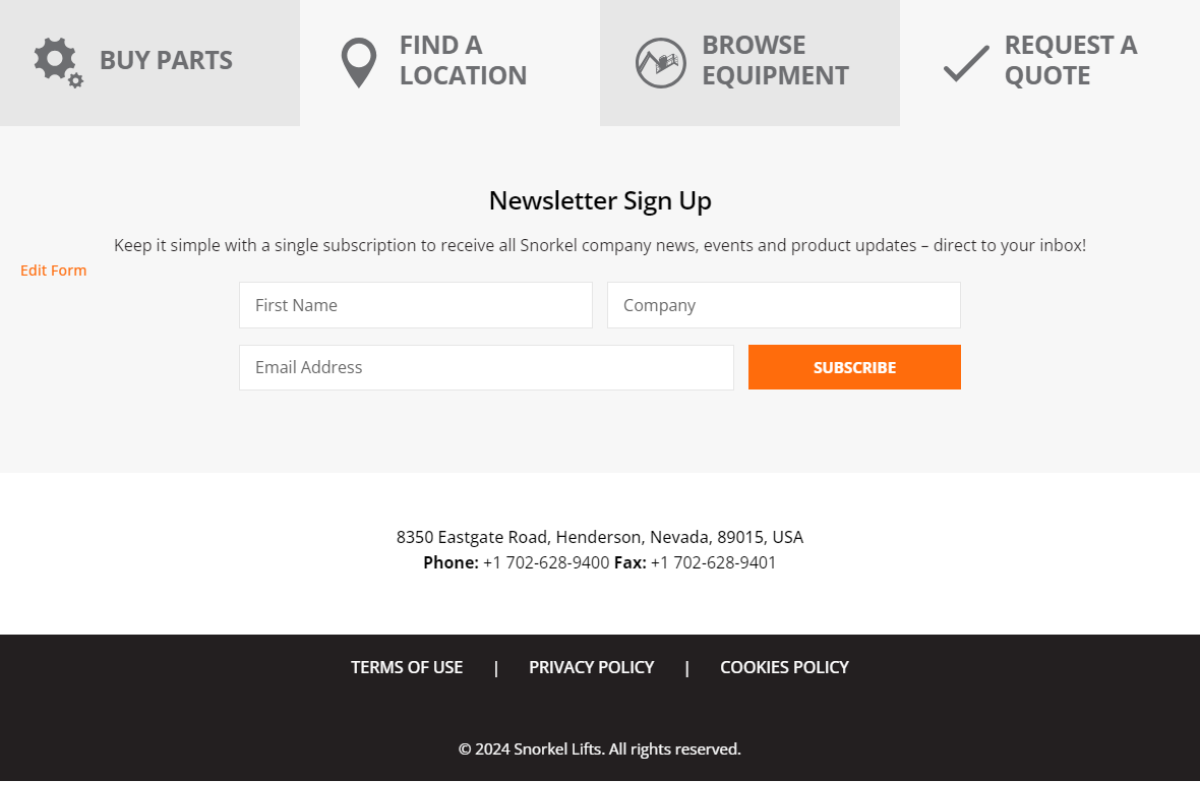 BUY PARTS
FIND A
LOCATION
BROWSE
EQUIPMENT
REQUEST A
QUOTE
Newsletter Sign Up
Keep it simple with a single subscription to receive all Snorkel company news, events and product updates – direct to your inbox!
Edit Form
First Name
Company
Email Address
SUBSCRIBE
8350 Eastgate Road, Henderson, Nevada, 89015, USA
Phone: +1 702-628-9400 Fax: +1 702-628-9401
TERMS OF USE | PRIVACY POLICY | COOKIES POLICY
© 2024 Snorkel Lifts. All rights reserved.